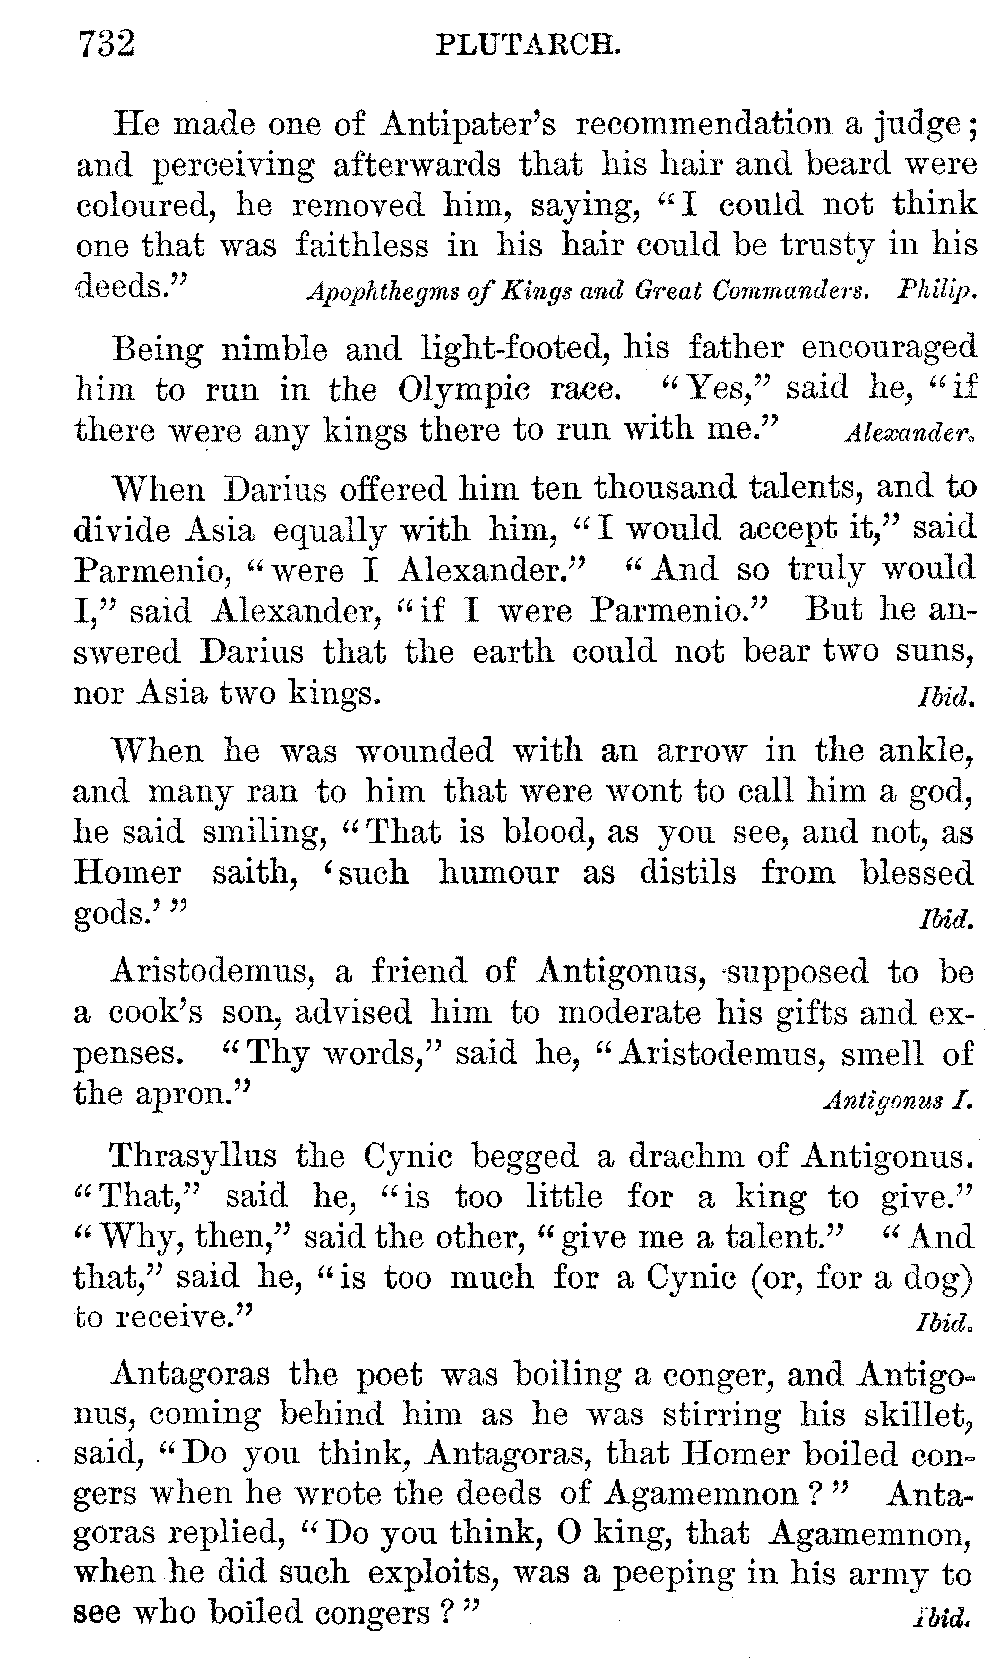 732 PLUTARCH.
He made one of Antipater's recommendation a judge;
and perceiving afterwards that his hair and beard were
coloured, he removed him, saying, "I could not think
one that was faithless in his hair could be trusty in his
deeds." Apophthegms of Kings and Great Commanders. Philip.
Being nimble and light-footed, his father encouraged
him to run in the Olympic race. "Yes," said he, "if
there were any kings there to run with me." Alexander.
When Darius offered him ten thousand talents, and to
divide Asia equally with him, "I would accept it," said
Parmenio, "were I Alexander." "And so truly would
I," said Alexander, "if I were Parmenio." But he an-
swered Darius that the earth could not bear two suns,
nor Asia two kings. Ibid.
When he was wounded with an arrow in the ankle,
and many ran to him that were wont to call him a god,
he said smiling, "That is blood, as you see, and not, as
Homer saith, 'such humour as distils from blessed
gods.'" Ibid.
Aristodemus, a friend of Antigonus, supposed to be
a cook's son, advised him to moderate his gifts and ex-
penses. "Thy words," said he, "Aristodemus, smell of
the apron." Antigonus I.
Thrasyllus the Cynic begged a drachm of Antigonus.
"That," said he, "is too little for a king to give."
"Why, then," said the other, "give me a talent." "And
that," said he, "is too much for a Cynic (or, for a dog)
to receive." Ibid.
Antagoras the poet was boiling a conger, and Antigo-
nus, coming behind him as he was stirring his skillet,
said, "Do you think, Antagoras, that Homer boiled con-
gers when he wrote the deeds of Agamemnon?" Anta-
goras replied, "Do you think, O king, that Agamemnon,
when he did such exploits, was a peeping in his army to
see who boiled congers?" Ibid.